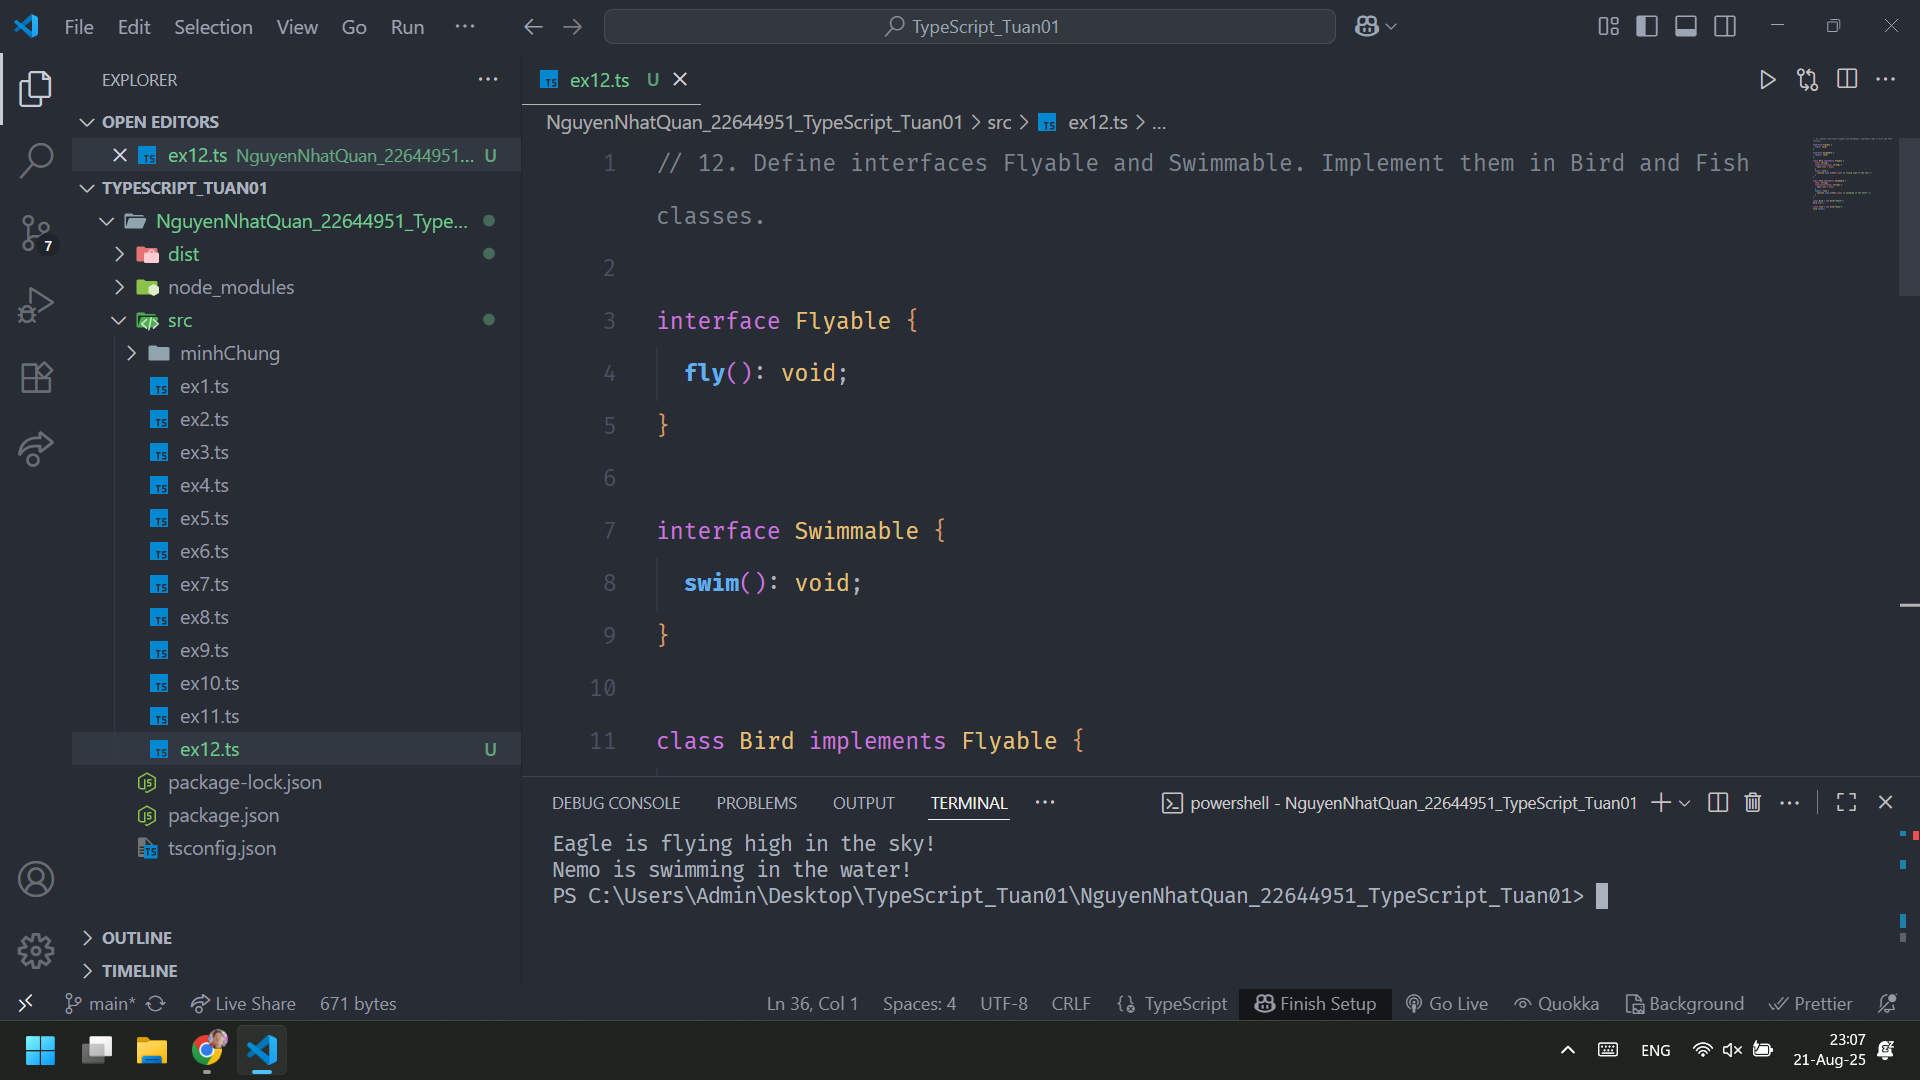 File Edit Selection View Go Run ··· TypeScript_Tuan01
EXPLORER
OPEN EDITORS
ex12.ts NguyenNhatQuan_22644951... U
TYPESCRIPT_TUAN01
NguyenNhatQuan_22644951_Type...
dist
node_modules
src
minhChung
ex1.ts
ex2.ts
ex3.ts
ex4.ts
ex5.ts
ex6.ts
ex7.ts
ex8.ts
ex9.ts
ex10.ts
ex11.ts
ex12.ts U
package-lock.json
package.json
tsconfig.json
OUTLINE
TIMELINE
7
ex12.ts U
NguyenNhatQuan_22644951_TypeScript_Tuan01 > src > ex12.ts > ...
1 // 12. Define interfaces Flyable and Swimmable. Implement them in Bird and Fish
classes.
2
3 interface Flyable {
4 fly(): void;
5 }
6
7 interface Swimmable {
8 swim(): void;
9 }
10
11 class Bird implements Flyable {
DEBUG CONSOLE PROBLEMS OUTPUT TERMINAL ··· powershell - NguyenNhatQuan_22644951_TypeScript_Tuan01
Eagle is flying high in the sky!
Nemo is swimming in the water!
PS C:\Users\Admin\Desktop\TypeScript_Tuan01\NguyenNhatQuan_22644951_TypeScript_Tuan01>
main* Live Share 671 bytes Ln 36, Col 1 Spaces: 4 UTF-8 CRLF {} TypeScript Finish Setup Go Live Quokka Background Prettier
ENG 23:07
21-Aug-25